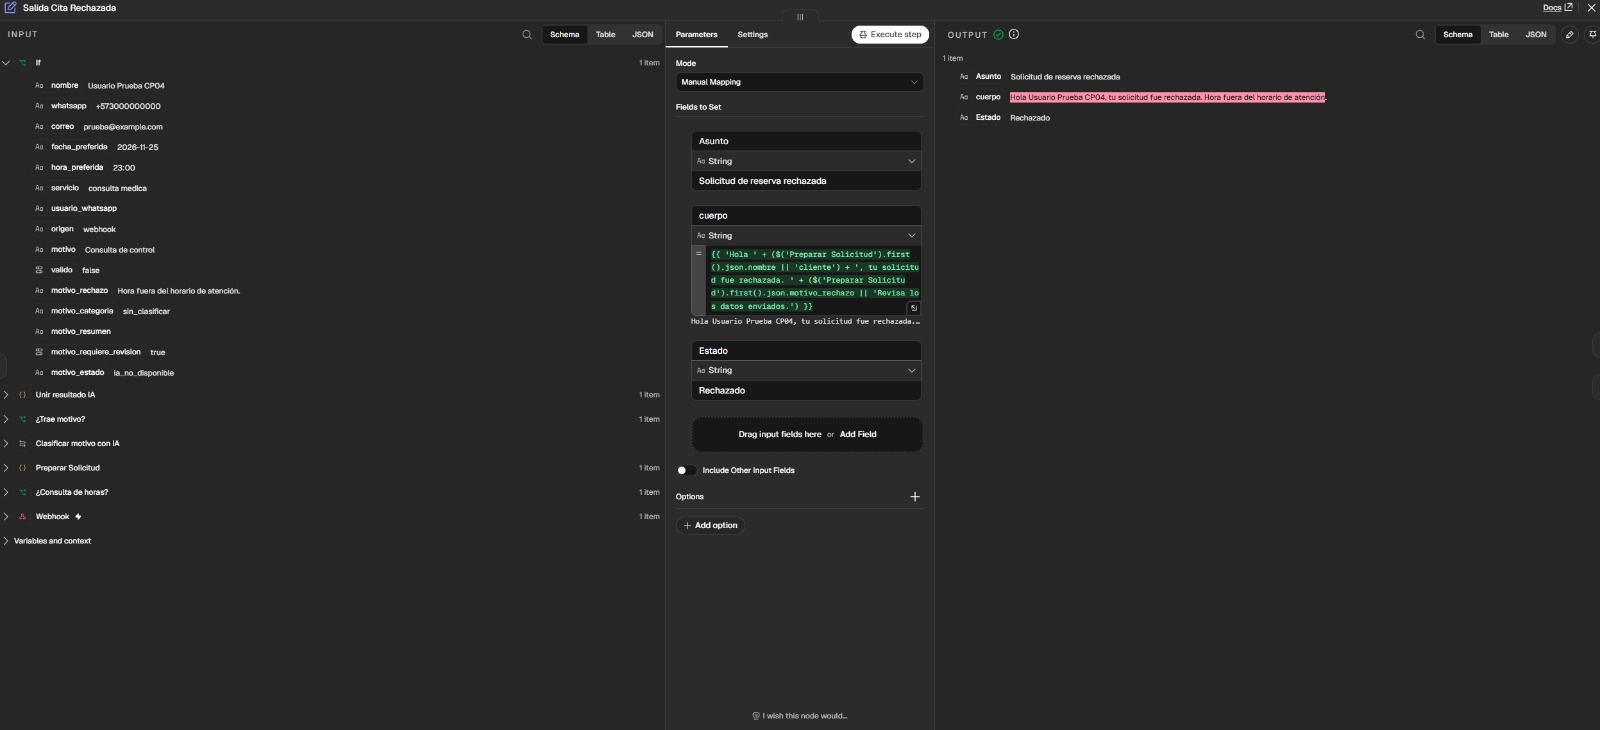 Salida Cita Rechazada
Docs
INPUT
Schema
Table
JSON
If
1 item
nombre Usuario Prueba CP04
whatsapp +573000000000
correo prueba@example.com
fecha_preferida 2026-11-25
hora_preferida 23:00
servicio consulta medica
usuario_whatsapp
origen webhook
motivo Consulta de control
valido false
motivo_rechazo Hora fuera del horario de atención.
motivo_categoria sin_clasificar
motivo_resumen
motivo_requiere_revision true
motivo_estado ia_no_disponible
Unir resultado IA
1 item
¿Trae motivo?
1 item
Clasificar motivo con IA
Preparar Solicitud
1 item
¿Consulta de horas?
1 item
Webhook
1 item
Variables and context
Parameters
Settings
Execute step
Mode
Manual Mapping
Fields to Set
Asunto
String
Solicitud de reserva rechazada
cuerpo
String
=
{{ 'Hola ' + ($('Preparar Solicitud').first
().json.nombre || 'cliente') + ', tu solicitu
d fue rechazada. ' + ($('Preparar Solicitu
d').first().json.motivo_rechazo || 'Revisa lo
s datos enviados.') }}
Hola Usuario Prueba CP04, tu solicitud fue rechazada...
Estado
String
Rechazado
Drag input fields here or Add Field
Include Other Input Fields
Options
Add option
I wish this node would...
OUTPUT
Schema
Table
JSON
1 item
Asunto Solicitud de reserva rechazada
cuerpo Hola Usuario Prueba CP04, tu solicitud fue rechazada. Hora fuera del horario de atención.
Estado Rechazado